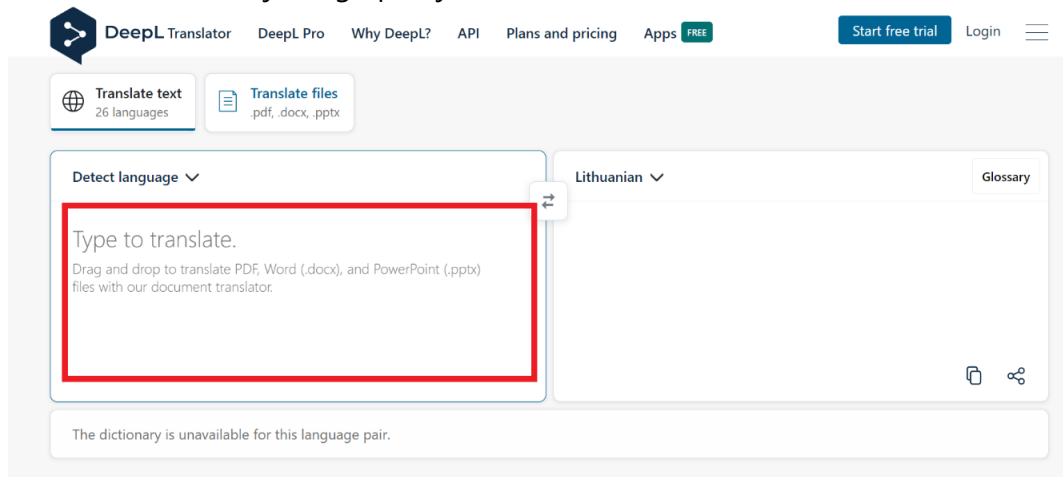 DeepL Translator DeepL Pro Why DeepL? API Plans and pricing Apps FREE Start free trial Login
Translate text
26 languages
Translate files
.pdf, .docx, .pptx
Detect language
Lithuanian
Glossary
Type to translate.
Drag and drop to translate PDF, Word (.docx), and PowerPoint (.pptx)
files with our document translator.
The dictionary is unavailable for this language pair.